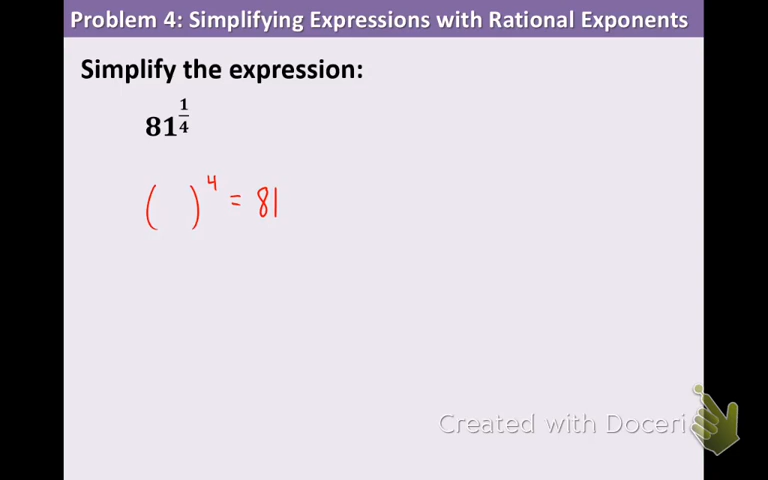 Problem 4: Simplifying Expressions with Rational Exponents
Simplify the expression:
81^(1/4)
(  )^4 = 81
Created with Doceri